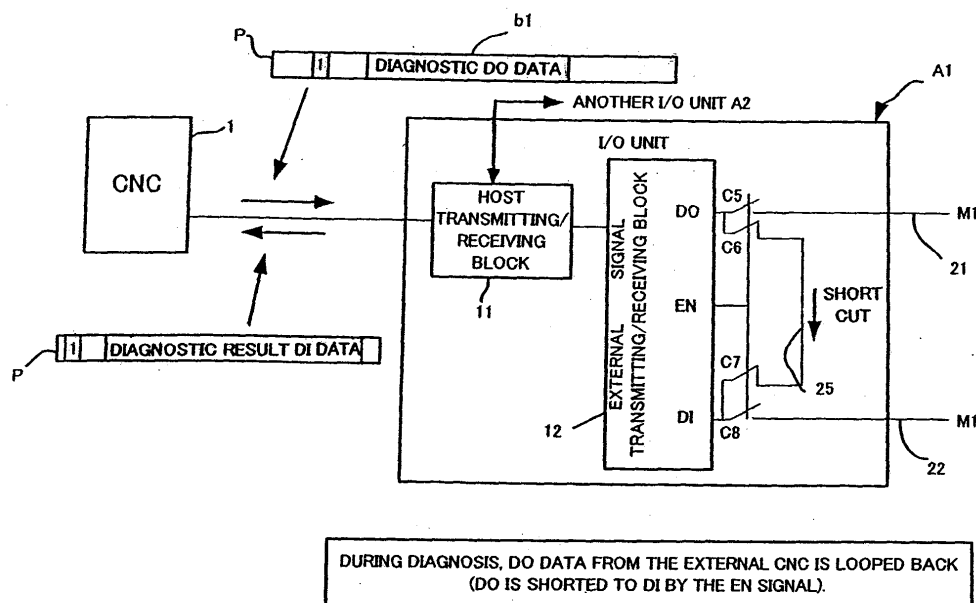 b1
P
1
DIAGNOSTIC DO DATA
A1
ANOTHER I/O UNIT A2
1
I/O UNIT
CNC
HOST
TRANSMITTING/
RECEIVING
BLOCK
11
EXTERNAL SIGNAL
TRANSMITTING/RECEIVING BLOCK
12
DO
EN
DI
C5
C6
C7
C8
M1
21
SHORT
CUT
25
M1
22
P
1
DIAGNOSTIC RESULT DI DATA
DURING DIAGNOSIS, DO DATA FROM THE EXTERNAL CNC IS LOOPED BACK
(DO IS SHORTED TO DI BY THE EN SIGNAL).